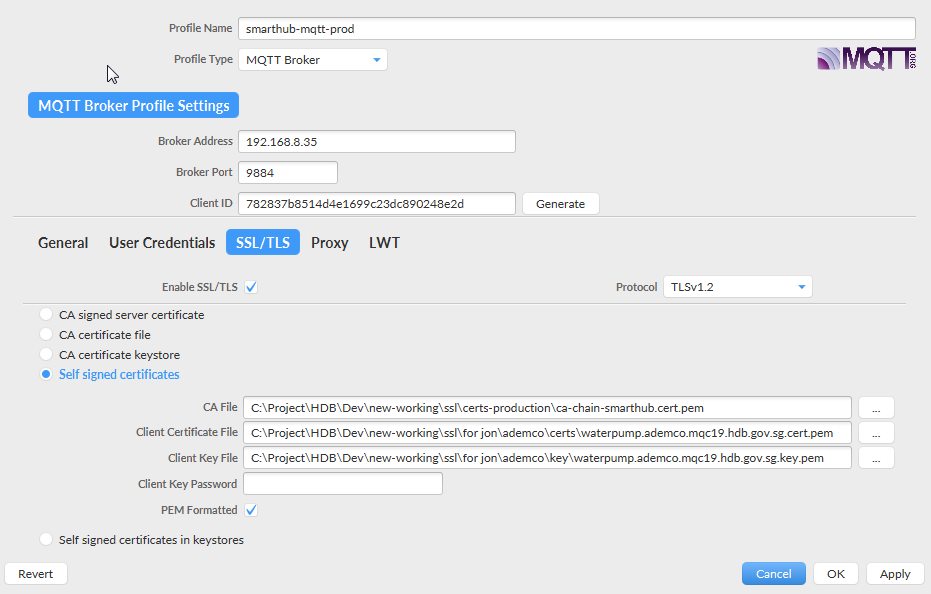 Profile Name smarthub-mqtt-prod
Profile Type MQTT Broker
MQTT.ORG
MQTT Broker Profile Settings
Broker Address 192.168.8.35
Broker Port 9884
Client ID 782837b8514d4e1699c23dc890248e2d Generate
General User Credentials SSL/TLS Proxy LWT
Enable SSL/TLS Protocol TLSv1.2
CA signed server certificate
CA certificate file
CA certificate keystore
Self signed certificates
CA File C:\Project\HDB\Dev\new-working\ssl\certs-production\ca-chain-smarthub.cert.pem ...
Client Certificate File C:\Project\HDB\Dev\new-working\ssl\for jon\ademco\certs\waterpump.ademco.mqc19.hdb.gov.sg.cert.pem ...
Client Key File C:\Project\HDB\Dev\new-working\ssl\for jon\ademco\key\waterpump.ademco.mqc19.hdb.gov.sg.key.pem ...
Client Key Password
PEM Formatted
Self signed certificates in keystores
Revert Cancel OK Apply